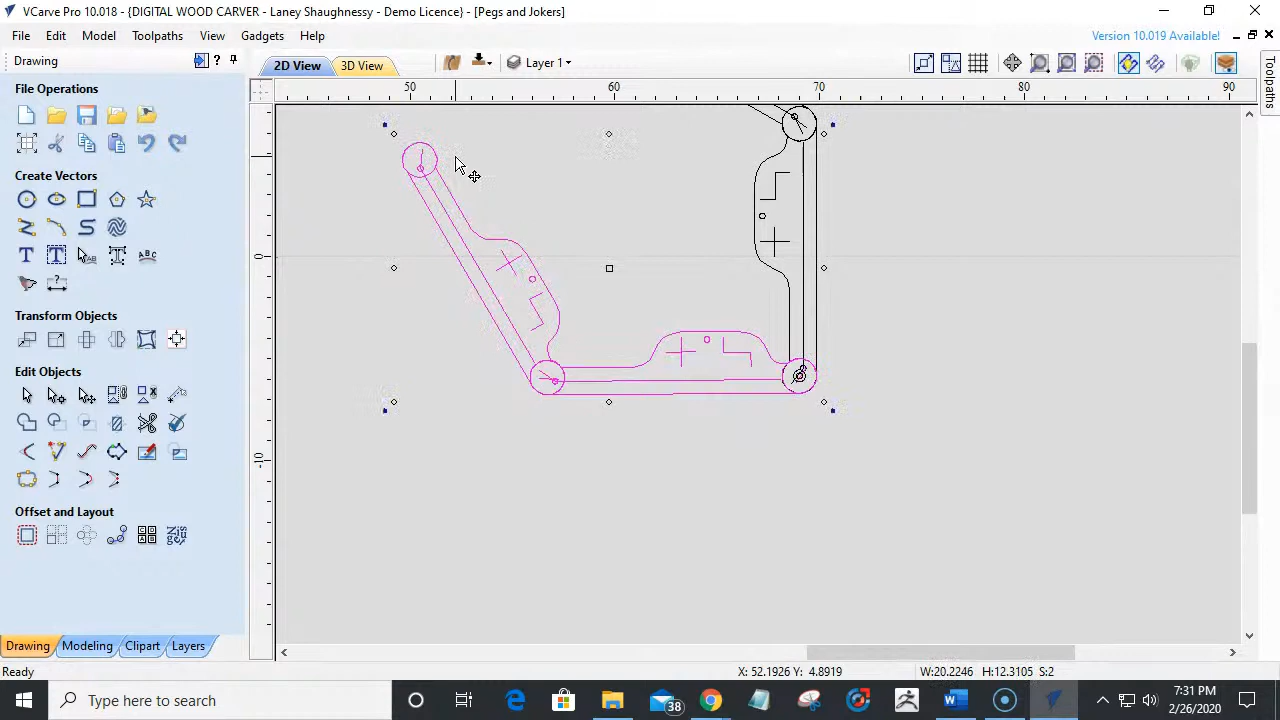 VCarve Pro 10.018 - {DIGITAL WOOD CARVER - Laney Shaughnessy - Demo Licence} - [Pegs and Jokers]
File Edit Model Toolpaths View Gadgets Help
Version 10.019 Available!
Drawing
2D View 3D View
Layer 1
File Operations
50 60 70 80 90
Create Vectors
0
Transform Objects
Edit Objects
-10
Offset and Layout
Drawing Modeling Clipart Layers
Toolpaths
Ready
X: 52.1926 Y: 4.8919
W:20.2246 H:12.3105 S:2
Type here to search
38
7:31 PM
2/26/2020